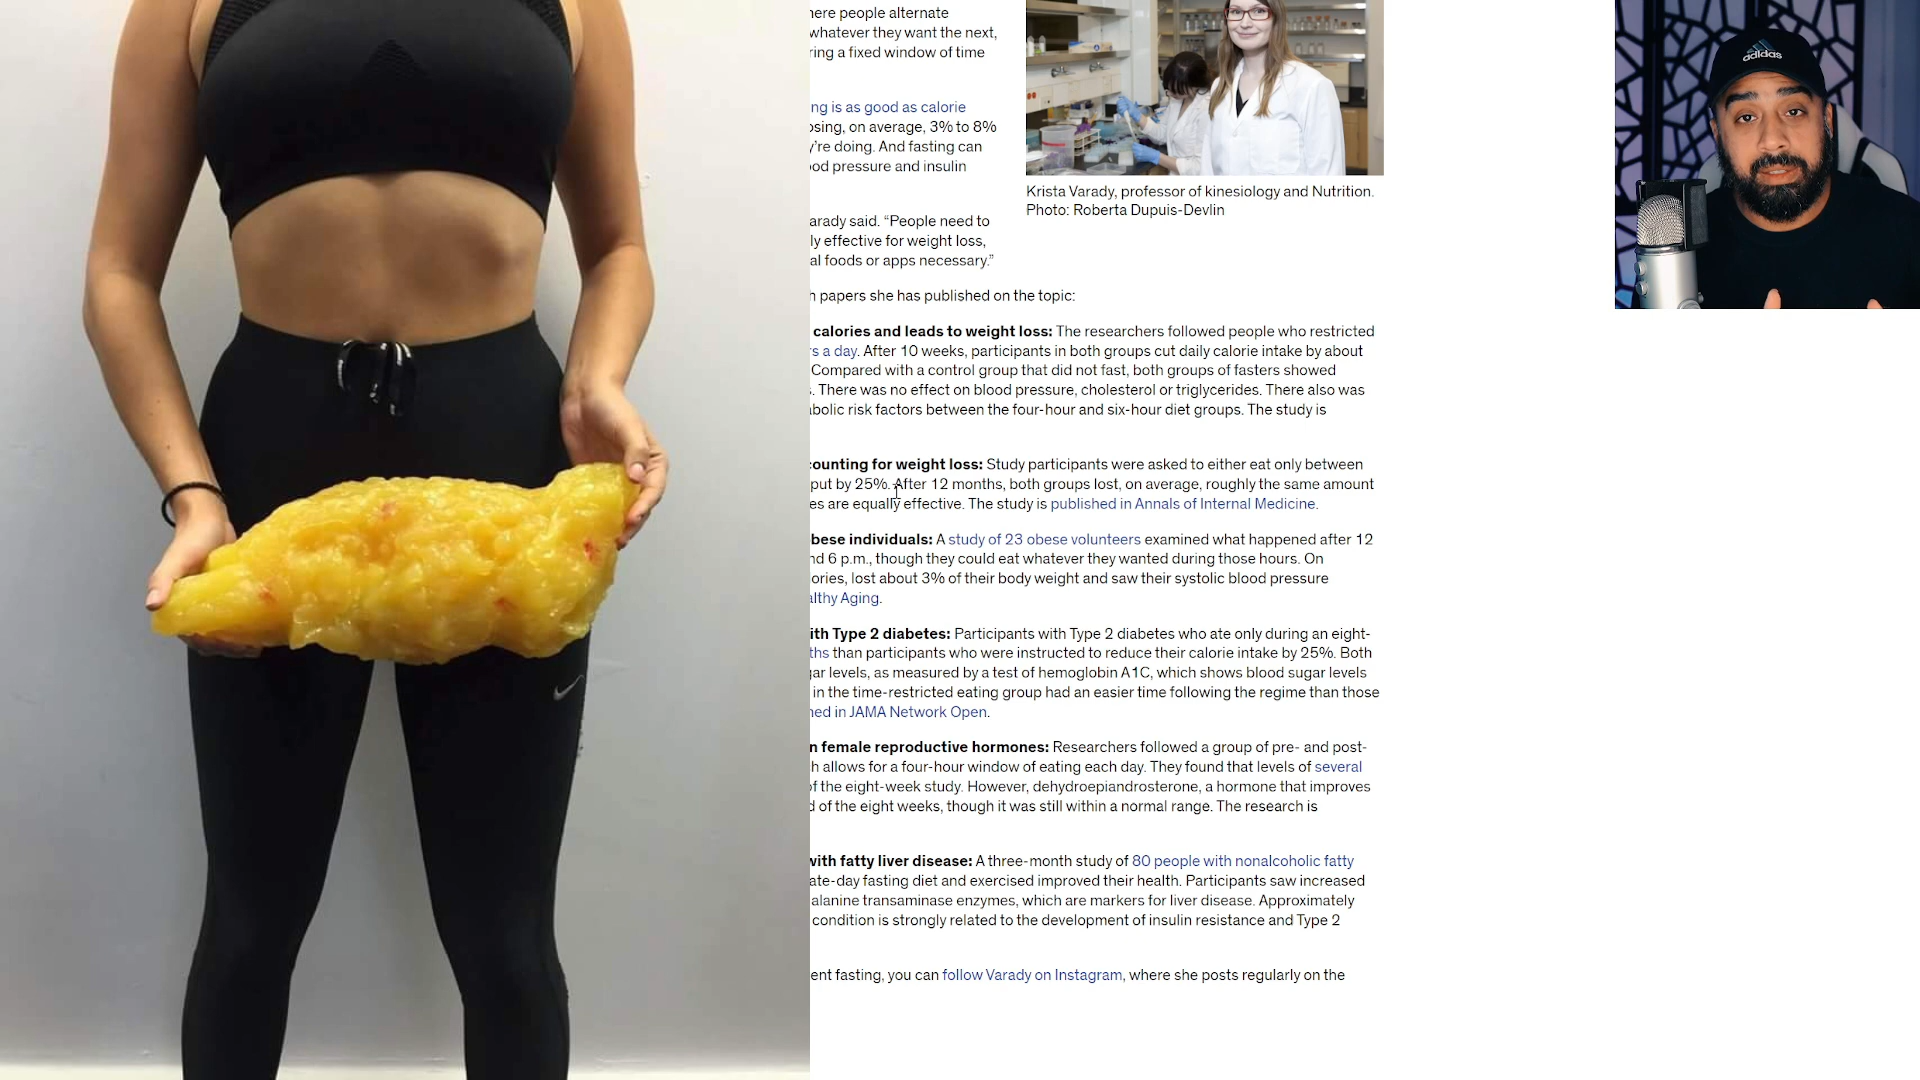 here people alternate
whatever they want the next,
ring a fixed window of time
ng is as good as calorie
osing, on average, 3% to 8%
y're doing. And fasting can
ood pressure and insulin
arady said. “People need to
ly effective for weight loss,
al foods or apps necessary.”
Krista Varady, professor of kinesiology and Nutrition.
Photo: Roberta Dupuis-Devlin
adidas
h papers she has published on the topic:
calories and leads to weight loss: The researchers followed people who restricted
rs a day. After 10 weeks, participants in both groups cut daily calorie intake by about
Compared with a control group that did not fast, both groups of fasters showed
. There was no effect on blood pressure, cholesterol or triglycerides. There also was
abolic risk factors between the four-hour and six-hour diet groups. The study is
counting for weight loss: Study participants were asked to either eat only between
put by 25%. After 12 months, both groups lost, on average, roughly the same amount
es are equally effective. The study is published in Annals of Internal Medicine.
bese individuals: A study of 23 obese volunteers examined what happened after 12
nd 6 p.m., though they could eat whatever they wanted during those hours. On
ories, lost about 3% of their body weight and saw their systolic blood pressure
althy Aging.
ith Type 2 diabetes: Participants with Type 2 diabetes who ate only during an eight-
ths than participants who were instructed to reduce their calorie intake by 25%. Both
gar levels, as measured by a test of hemoglobin A1C, which shows blood sugar levels
in the time-restricted eating group had an easier time following the regime than those
hed in JAMA Network Open.
n female reproductive hormones: Researchers followed a group of pre- and post-
h allows for a four-hour window of eating each day. They found that levels of several
of the eight-week study. However, dehydroepiandrosterone, a hormone that improves
d of the eight weeks, though it was still within a normal range. The research is
with fatty liver disease: A three-month study of 80 people with nonalcoholic fatty
ate-day fasting diet and exercised improved their health. Participants saw increased
alanine transaminase enzymes, which are markers for liver disease. Approximately
condition is strongly related to the development of insulin resistance and Type 2
ent fasting, you can follow Varady on Instagram, where she posts regularly on the